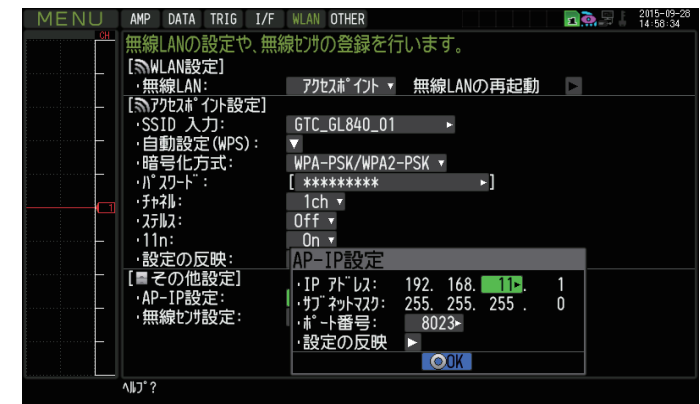 MENU AMP DATA TRIG I/F WLAN OTHER 2015-09-28
14:58:34
CH
無線LANの設定や、無線ｾﾝｻの登録を行います。
[WLAN設定]
・無線LAN: ｱｸｾｽﾎﾟｲﾝﾄ 無線LANの再起動
[ｱｸｾｽﾎﾟｲﾝﾄ設定]
・SSID 入力: GTC_GL840_01
・自動設定(WPS):
・暗号化方式: WPA-PSK/WPA2-PSK
・ﾊﾟｽﾜｰﾄﾞ: [ ********* ]
・ﾁｬﾈﾙ: 1ch
1
・ｽﾃﾙｽ: Off
・11n: On
・設定の反映:
[その他設定]
・AP-IP設定:
・無線ｾﾝｻ設定:
AP-IP設定
・IP ｱﾄﾞﾚｽ: 192. 168. 11. 1
・ｻﾌﾞﾈｯﾄﾏｽｸ: 255. 255. 255 . 0
・ﾎﾟｰﾄ番号: 8023
・設定の反映
OK
ﾍﾙﾌﾟ?